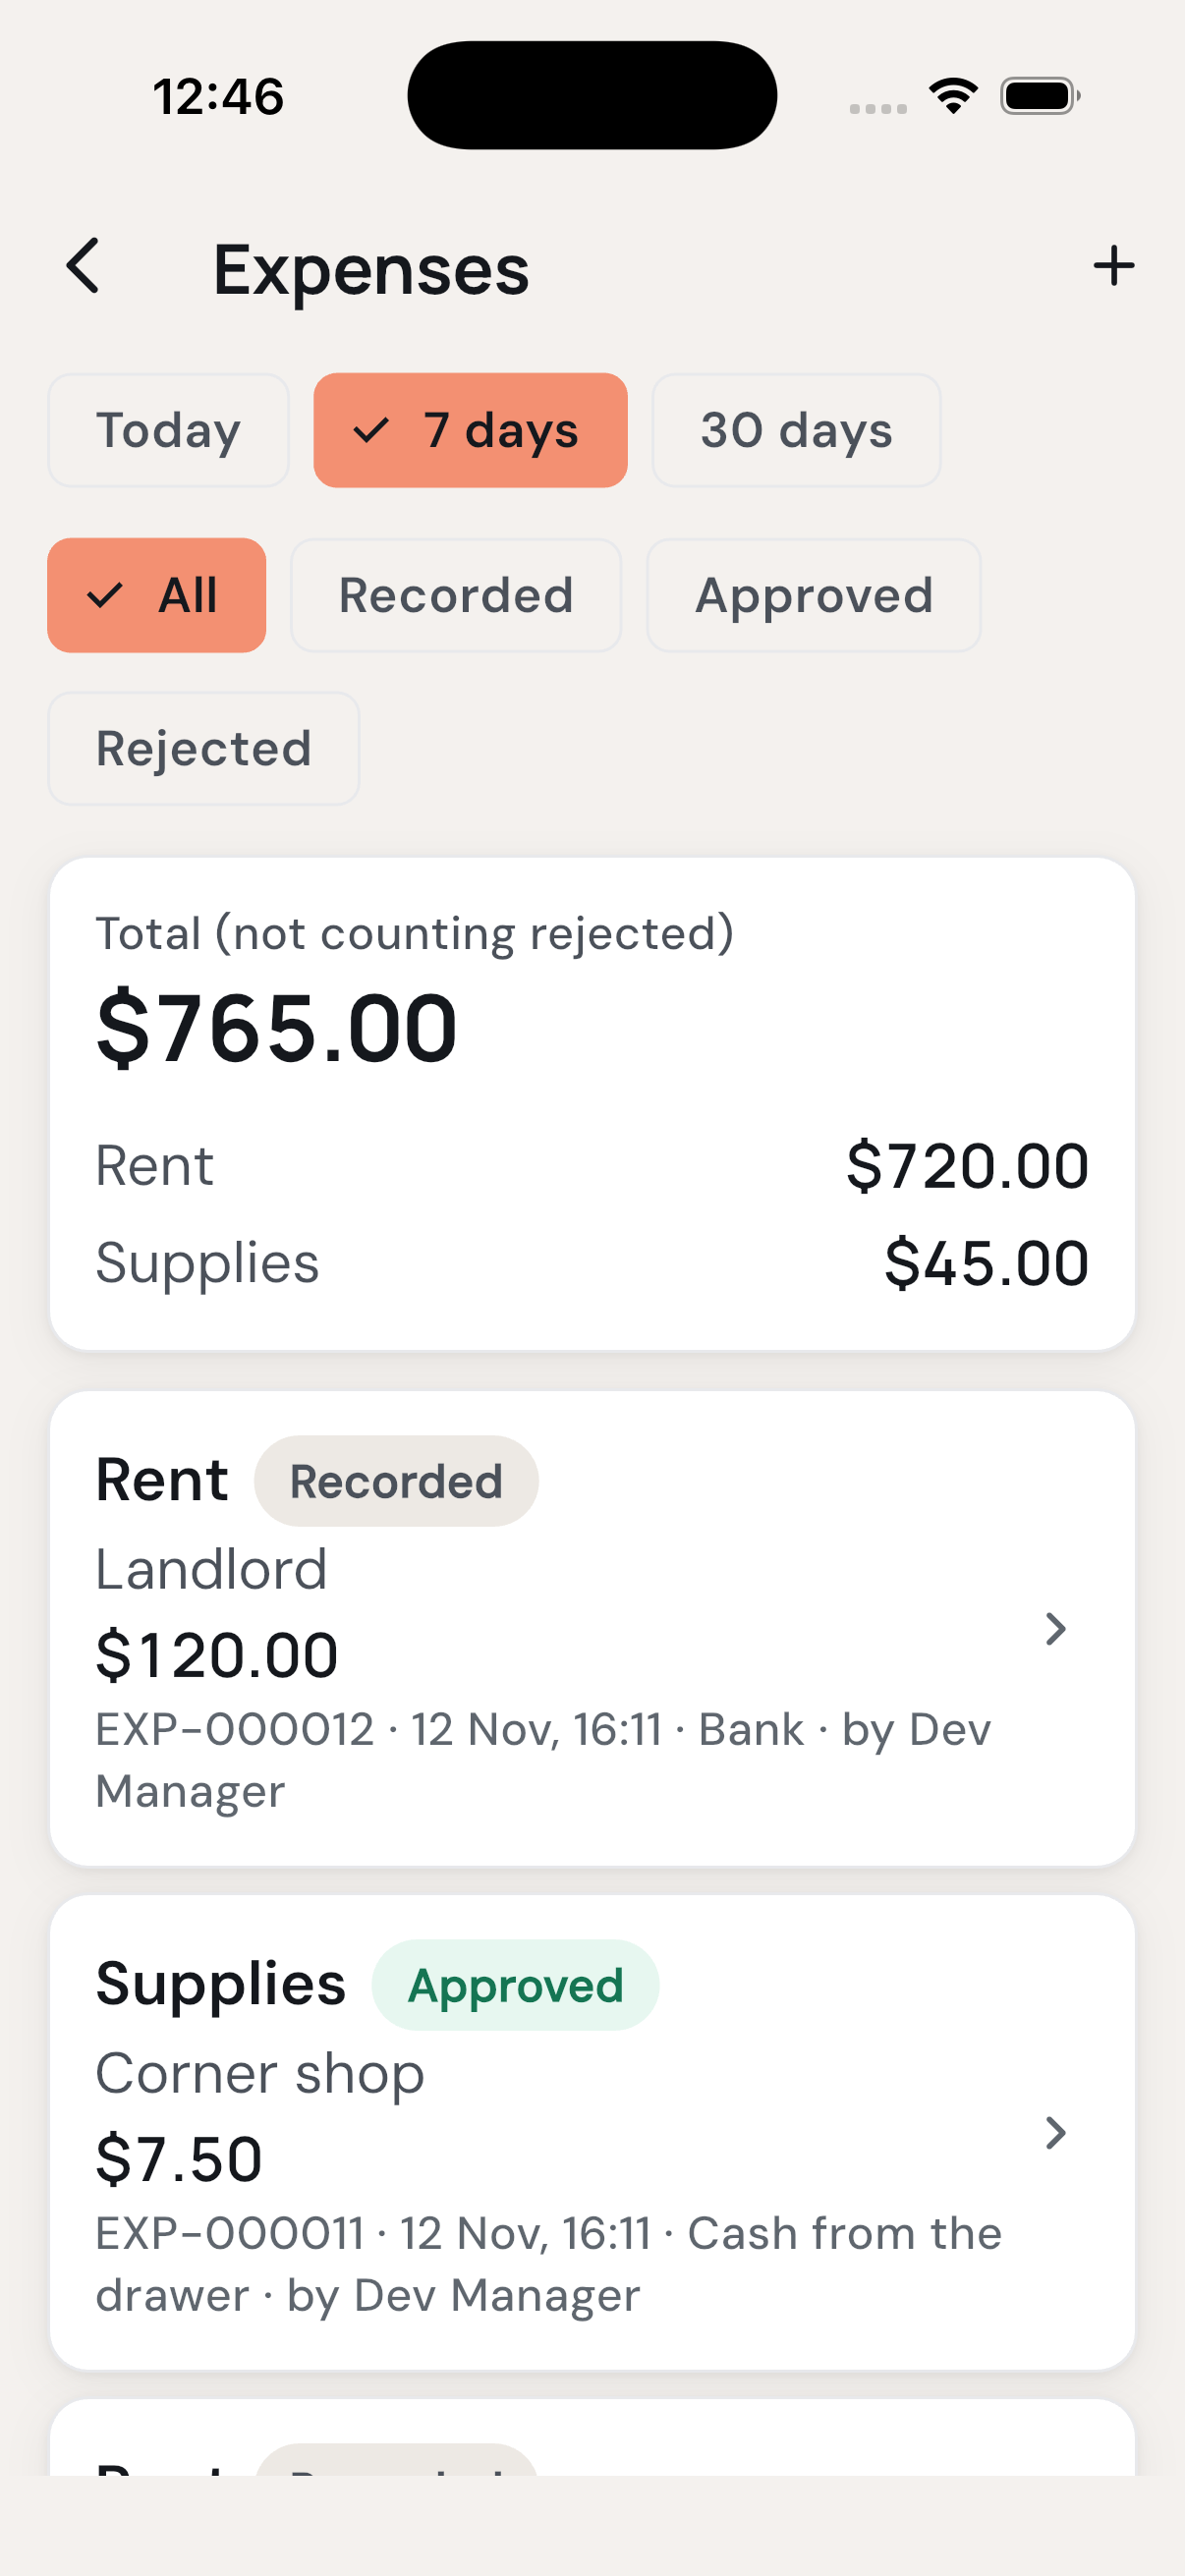 12:46
Expenses
Today
7 days
30 days
All
Recorded
Approved
Rejected
Total (not counting rejected)
$765.00
Rent $720.00
Supplies $45.00
Rent Recorded
Landlord
$120.00
EXP-000012 · 12 Nov, 16:11 · Bank · by Dev
Manager
Supplies Approved
Corner shop
$7.50
EXP-000011 · 12 Nov, 16:11 · Cash from the
drawer · by Dev Manager